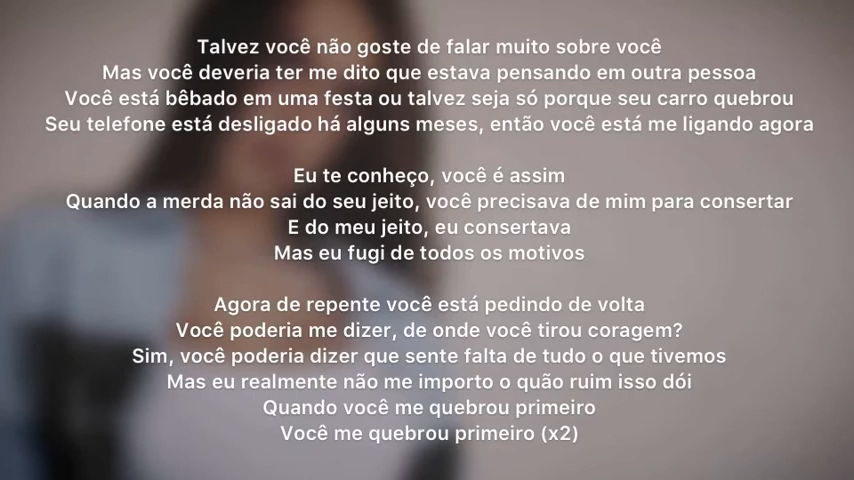 Talvez você não goste de falar muito sobre você
Mas você deveria ter me dito que estava pensando em outra pessoa
Você está bêbado em uma festa ou talvez seja só porque seu carro quebrou
Seu telefone está desligado há alguns meses, então você está me ligando agora
Eu te conheço, você é assim
Quando a merda não sai do seu jeito, você precisava de mim para consertar
E do meu jeito, eu consertava
Mas eu fugi de todos os motivos
Agora de repente você está pedindo de volta
Você poderia me dizer, de onde você tirou coragem?
Sim, você poderia dizer que sente falta de tudo o que tivemos
Mas eu realmente não me importo o quão ruim isso dói
Quando você me quebrou primeiro
Você me quebrou primeiro (x2)